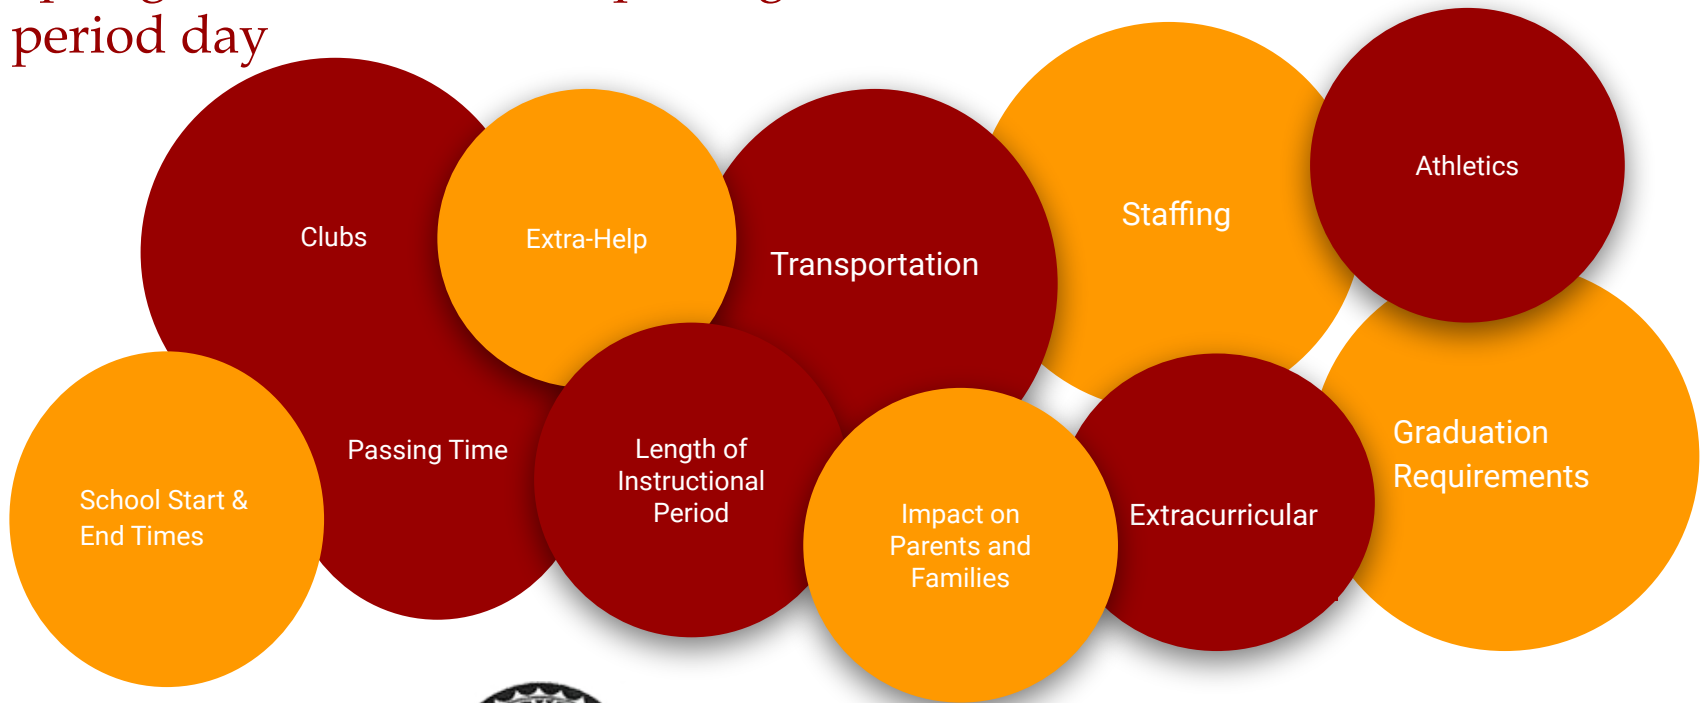 period day
Clubs
Extra-Help
Transportation
Staffing
Athletics
School Start &
End Times
Passing Time
Length of
Instructional
Period
Impact on
Parents and
Families
Extracurricular
Graduation
Requirements